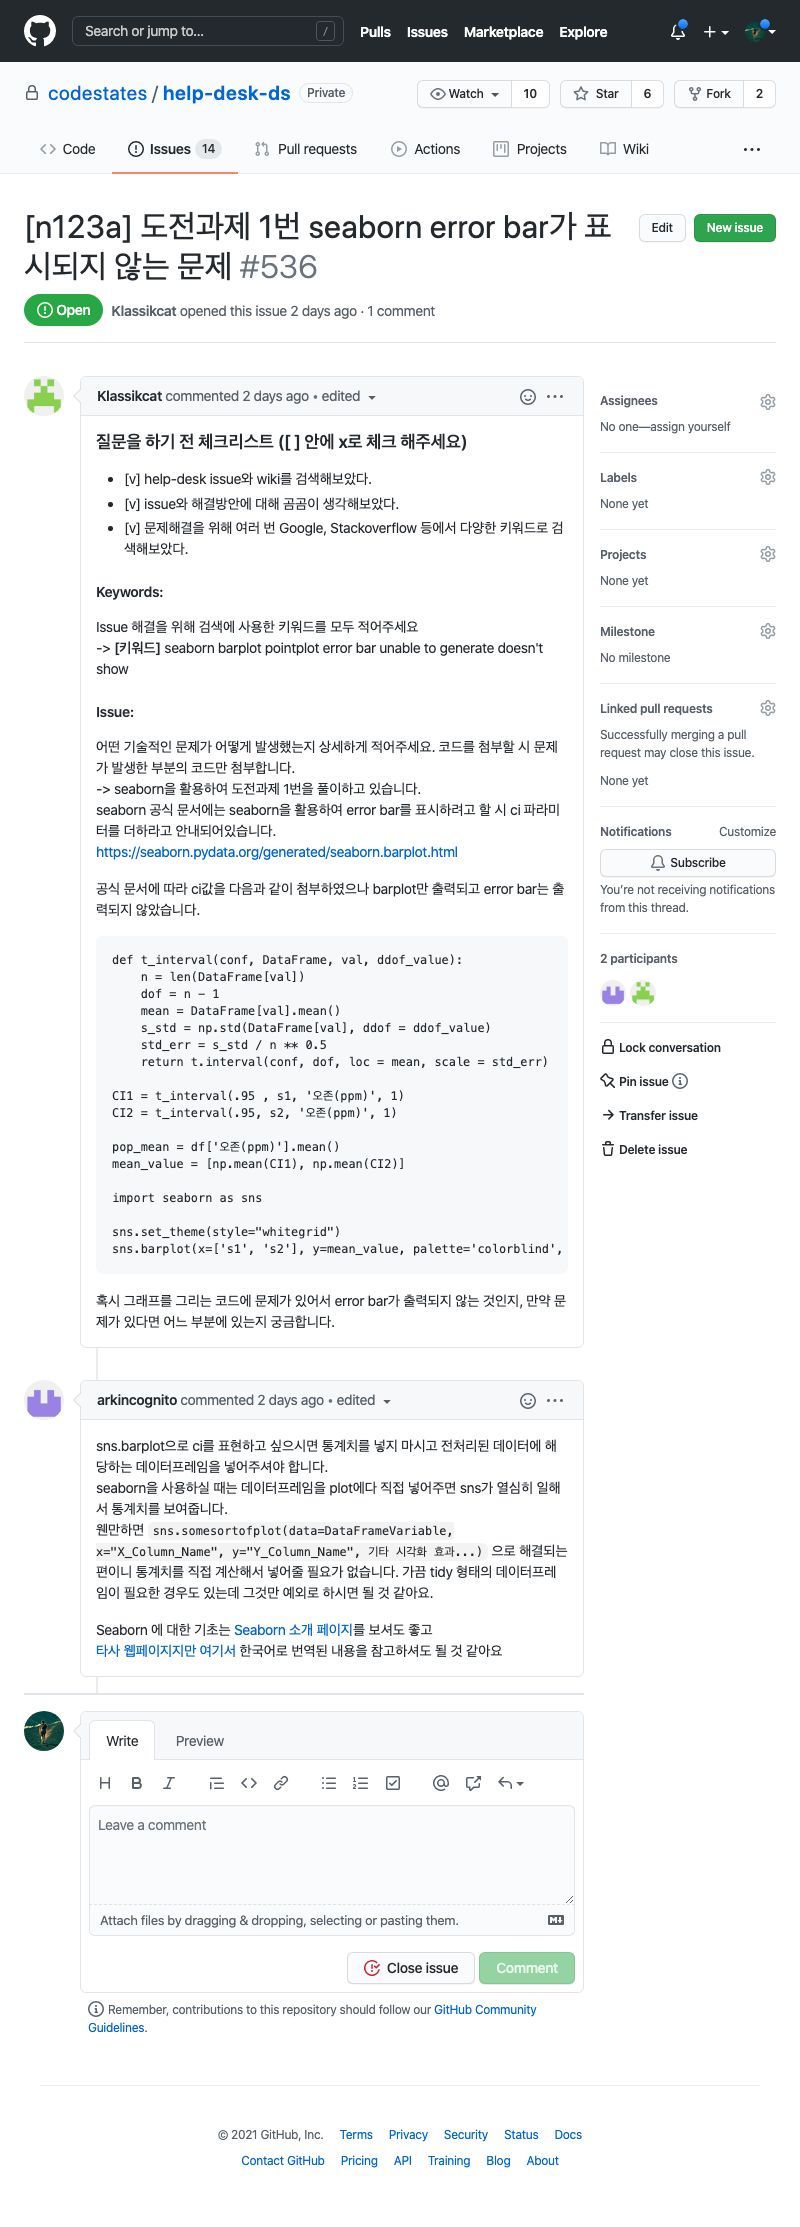 Search or jump to...
/
Pulls
Issues
Marketplace
Explore
codestates / help-desk-ds
Private
Watch
10
Star
6
Fork
2
Code
Issues 14
Pull requests
Actions
Projects
Wiki
[n123a] 도전과제 1번 seaborn error bar가 표
시되지 않는 문제 #536
Edit
New issue
Open
Klassikcat opened this issue 2 days ago · 1 comment
Klassikcat commented 2 days ago • edited
질문을 하기 전 체크리스트 ([ ] 안에 x로 체크 해주세요)
[v] help-desk issue와 wiki를 검색해보았다.
[v] issue와 해결방안에 대해 곰곰이 생각해보았다.
[v] 문제해결을 위해 여러 번 Google, Stackoverflow 등에서 다양한 키워드로 검
색해보았다.
Keywords:
Issue 해결을 위해 검색에 사용한 키워드를 모두 적어주세요
-> [키워드] seaborn barplot pointplot error bar unable to generate doesn't
show
Issue:
어떤 기술적인 문제가 어떻게 발생했는지 상세하게 적어주세요. 코드를 첨부할 시 문제
가 발생한 부분의 코드만 첨부합니다.
-> seaborn을 활용하여 도전과제 1번을 풀이하고 있습니다.
seaborn 공식 문서에는 seaborn을 활용하여 error bar를 표시하려고 할 시 ci 파라미
터를 더하라고 안내되어있습니다.
https://seaborn.pydata.org/generated/seaborn.barplot.html
공식 문서에 따라 ci값을 다음과 같이 첨부하였으나 barplot만 출력되고 error bar는 출
력되지 않았습니다.
def t_interval(conf, DataFrame, val, ddof_value):
    n = len(DataFrame[val])
    dof = n - 1
    mean = DataFrame[val].mean()
    s_std = np.std(DataFrame[val], ddof = ddof_value)
    std_err = s_std / n ** 0.5
    return t.interval(conf, dof, loc = mean, scale = std_err)
CI1 = t_interval(.95 , s1, '오존(ppm)', 1)
CI2 = t_interval(.95, s2, '오존(ppm)', 1)
pop_mean = df['오존(ppm)'].mean()
mean_value = [np.mean(CI1), np.mean(CI2)]
import seaborn as sns
sns.set_theme(style="whitegrid")
sns.barplot(x=['s1', 's2'], y=mean_value, palette='colorblind',
혹시 그래프를 그리는 코드에 문제가 있어서 error bar가 출력되지 않는 것인지, 만약 문
제가 있다면 어느 부분에 있는지 궁금합니다.
arkincognito commented 2 days ago • edited
sns.barplot으로 ci를 표현하고 싶으시면 통계치를 넣지 마시고 전처리된 데이터에 해
당하는 데이터프레임을 넣어주셔야 합니다.
seaborn을 사용하실 때는 데이터프레임을 plot에다 직접 넣어주면 sns가 열심히 일해
서 통계치를 보여줍니다.
웬만하면 sns.somesortofplot(data=DataFrameVariable,
x="X_Column_Name", y="Y_Column_Name", 기타 시각화 효과...) 으로 해결되는
편이니 통계치를 직접 계산해서 넣어줄 필요가 없습니다. 가끔 tidy 형태의 데이터프레
임이 필요한 경우도 있는데 그것만 예외로 하시면 될 것 같아요.
Seaborn 에 대한 기초는 Seaborn 소개 페이지를 보셔도 좋고
타사 웹페이지지만 여기서 한국어로 번역된 내용을 참고하셔도 될 것 같아요
Write
Preview
Leave a comment
Attach files by dragging & dropping, selecting or pasting them.
Close issue
Comment
Remember, contributions to this repository should follow our GitHub Community
Guidelines.
Assignees
No one—assign yourself
Labels
None yet
Projects
None yet
Milestone
No milestone
Linked pull requests
Successfully merging a pull
request may close this issue.
None yet
Notifications
Customize
Subscribe
You're not receiving notifications
from this thread.
2 participants
Lock conversation
Pin issue
Transfer issue
Delete issue
© 2021 GitHub, Inc.
Terms
Privacy
Security
Status
Docs
Contact GitHub
Pricing
API
Training
Blog
About